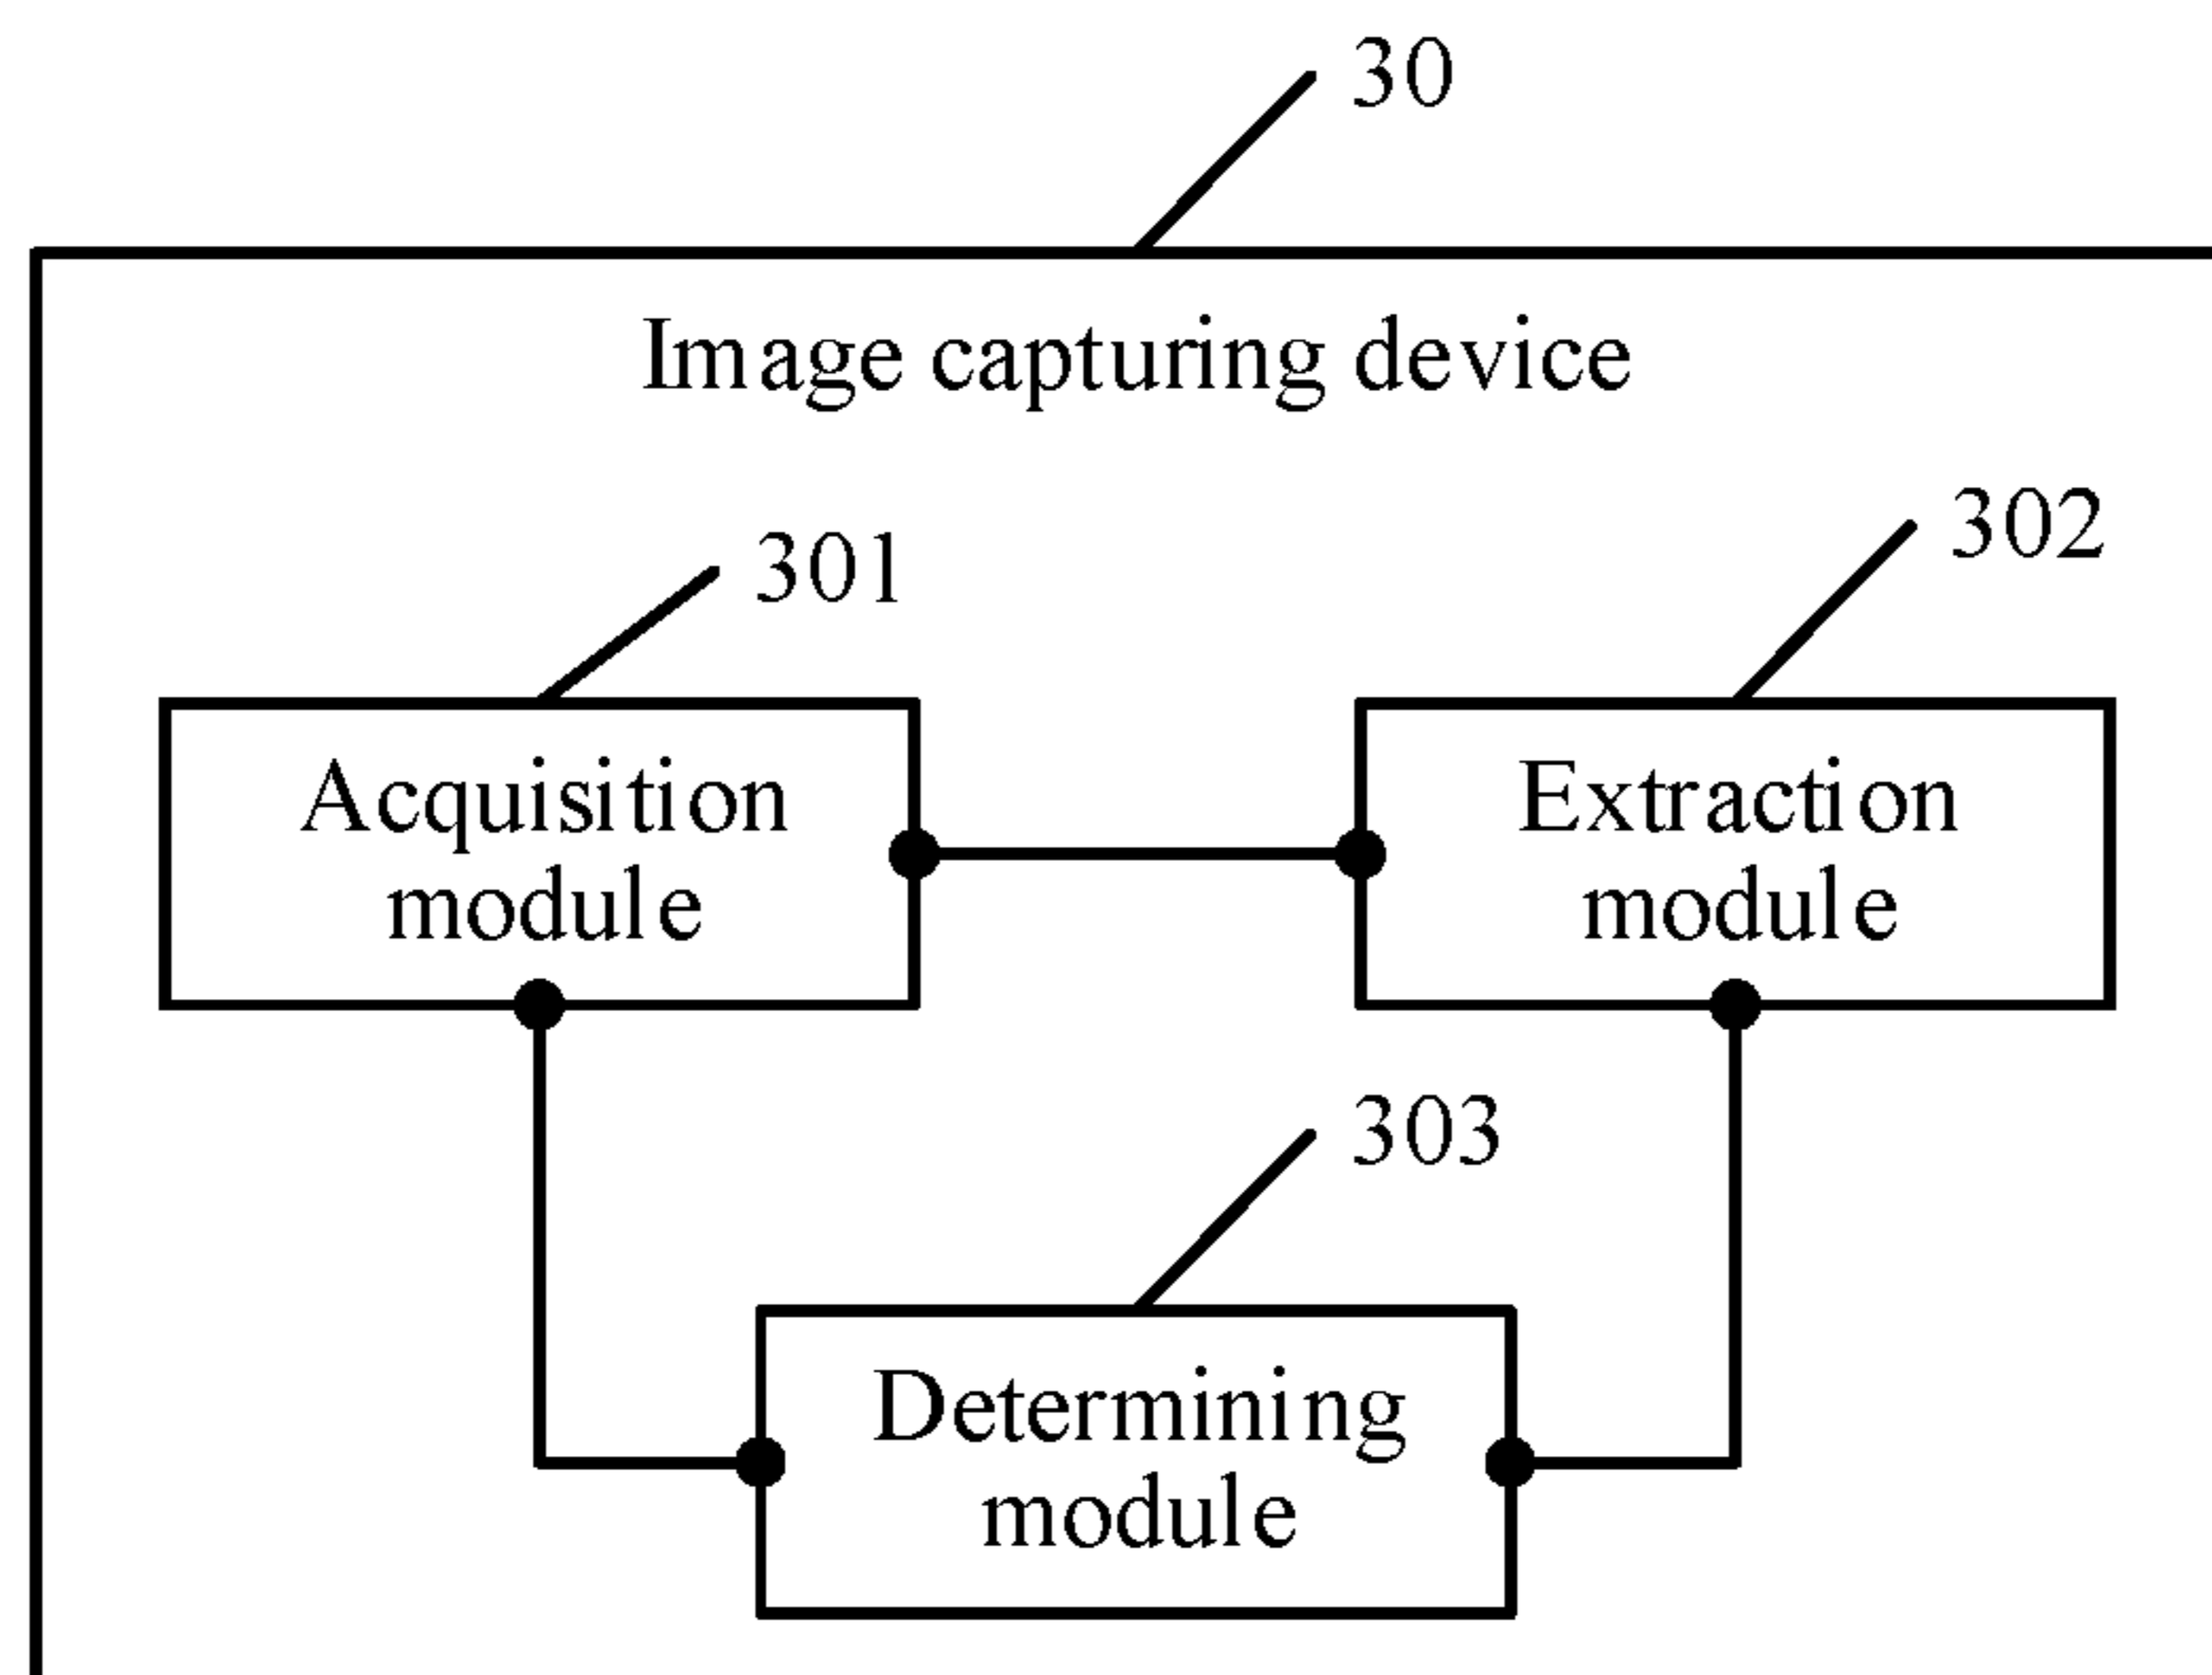 30
Image capturing device
302
301
Acquisition
module
Extraction
module
303
Determining
module